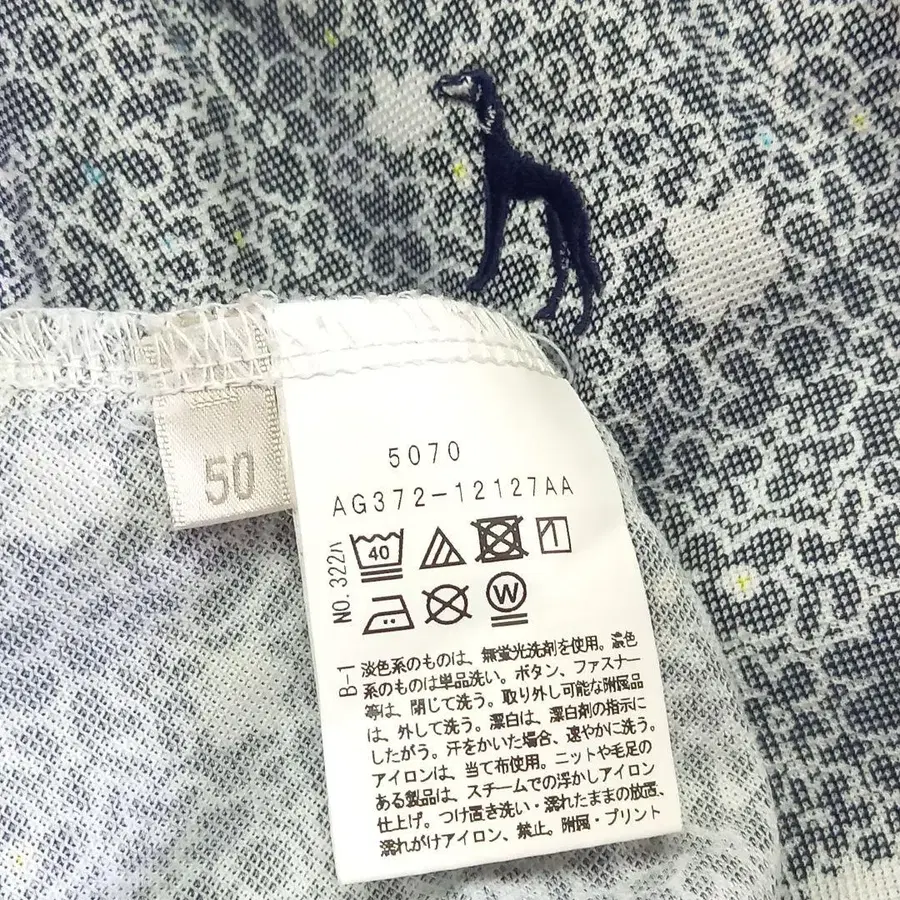 50
5070
AG372-12127AA
NO.322ハ
40
W
B-1
淡色系のものは、無蛍光洗剤を使用。濃色
系のものは単品洗い。ボタン、ファスナー
等は、閉じて洗う。取り外し可能な附属品
は、外して洗う。漂白は、漂白剤の指示に
したがう。汗をかいた場合、速やかに洗う。
アイロンは、当て布使用。ニットや毛足の
ある製品は、スチームでの浮かしアイロン
仕上げ。つけ置き洗い・濡れたままの放置、
濡れがけアイロン、禁止。附属・プリント